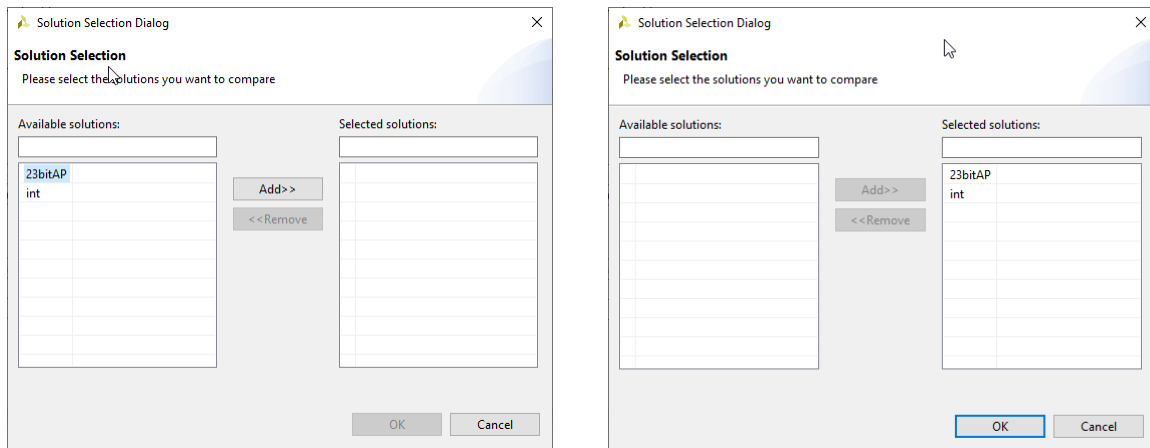 Solution Selection Dialog
Solution Selection
Please select the solutions you want to compare
Available solutions:
Selected solutions:
23bitAP
int
Add>>
<<Remove
OK
Cancel
Solution Selection Dialog
Solution Selection
Please select the solutions you want to compare
Available solutions:
Selected solutions:
Add>>
<<Remove
23bitAP
int
OK
Cancel